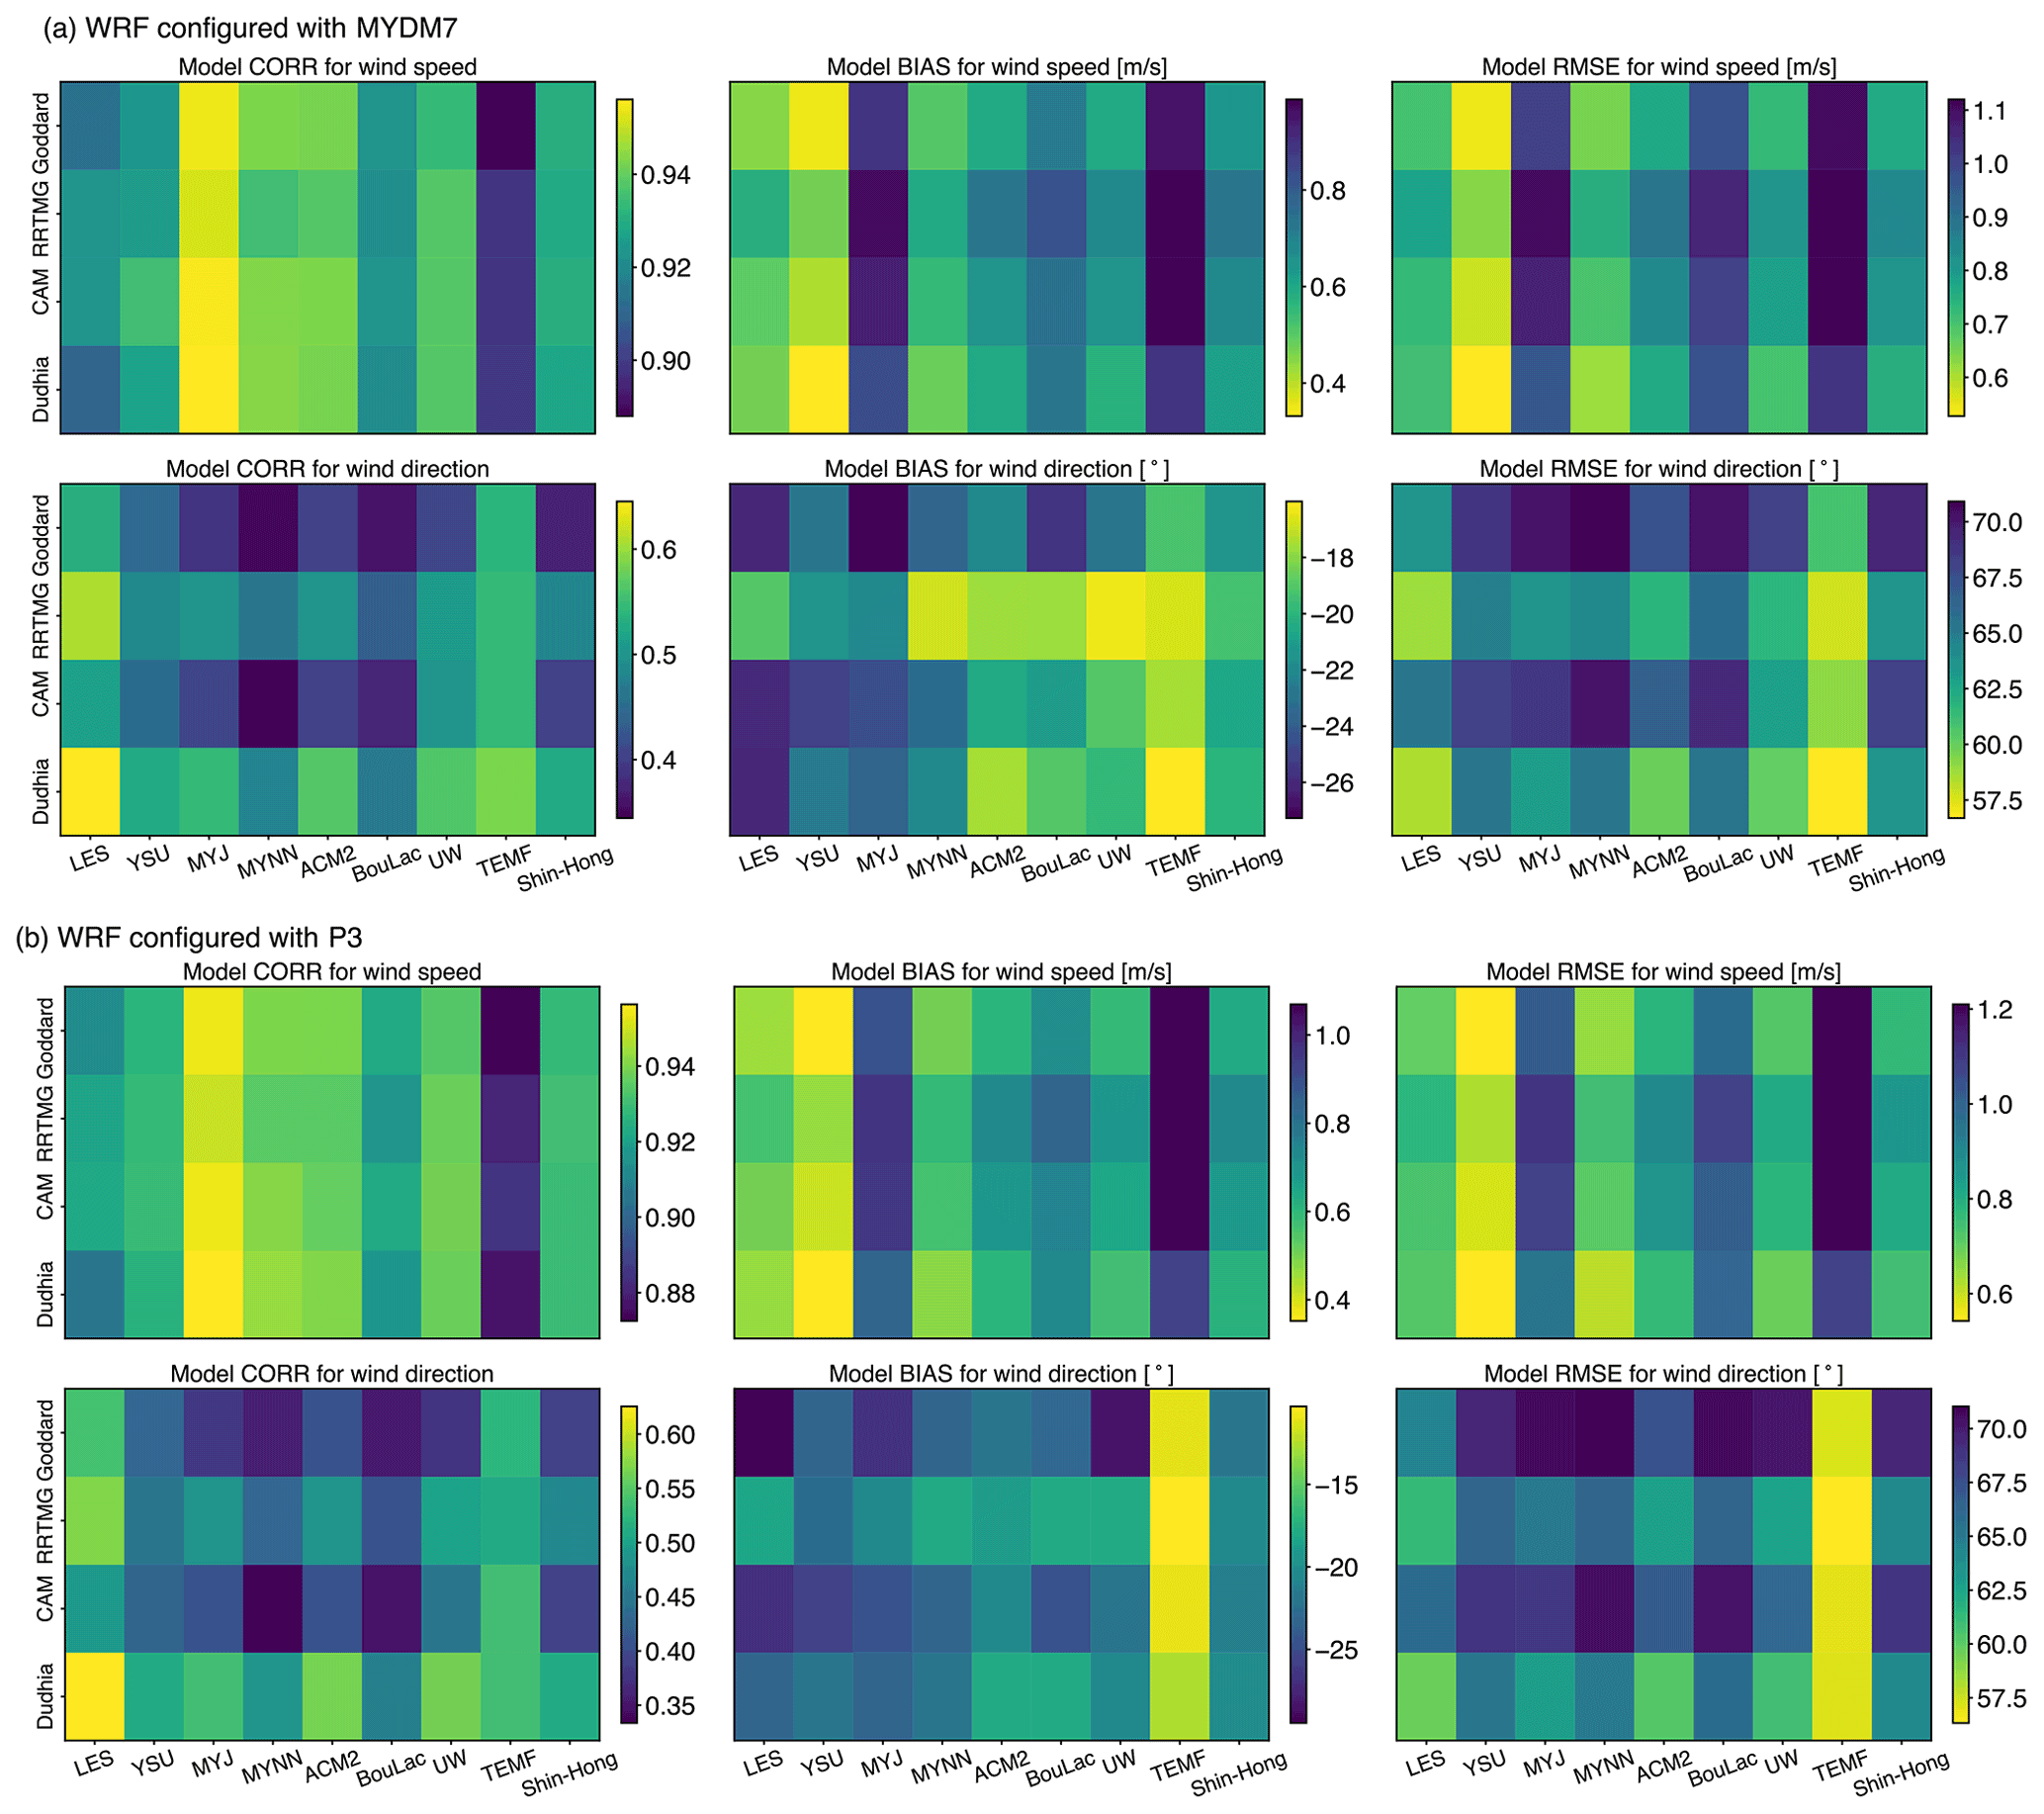 (a) WRF configured with MYDM7
Model CORR for wind speed
Model BIAS for wind speed [m/s]
Model RMSE for wind speed [m/s]
Goddard
RRTMG
CAM
Dudhia
0.94
0.92
0.90
0.8
0.6
0.4
1.1
1.0
0.9
0.8
0.7
0.6
Model CORR for wind direction
Model BIAS for wind direction [°]
Model RMSE for wind direction [°]
Goddard
RRTMG
CAM
Dudhia
0.6
0.5
0.4
−18
−20
−22
−24
−26
70.0
67.5
65.0
62.5
60.0
57.5
LES YSU MYJ MYNN ACM2 BouLac UW TEMF Shin-Hong
LES YSU MYJ MYNN ACM2 BouLac UW TEMF Shin-Hong
LES YSU MYJ MYNN ACM2 BouLac UW TEMF Shin-Hong
(b) WRF configured with P3
Model CORR for wind speed
Model BIAS for wind speed [m/s]
Model RMSE for wind speed [m/s]
Goddard
RRTMG
CAM
Dudhia
0.94
0.92
0.90
0.88
1.0
0.8
0.6
0.4
1.2
1.0
0.8
0.6
Model CORR for wind direction
Model BIAS for wind direction [°]
Model RMSE for wind direction [°]
Goddard
RRTMG
CAM
Dudhia
0.60
0.55
0.50
0.45
0.40
0.35
−15
−20
−25
70.0
67.5
65.0
62.5
60.0
57.5
LES YSU MYJ MYNN ACM2 BouLac UW TEMF Shin-Hong
LES YSU MYJ MYNN ACM2 BouLac UW TEMF Shin-Hong
LES YSU MYJ MYNN ACM2 BouLac UW TEMF Shin-Hong